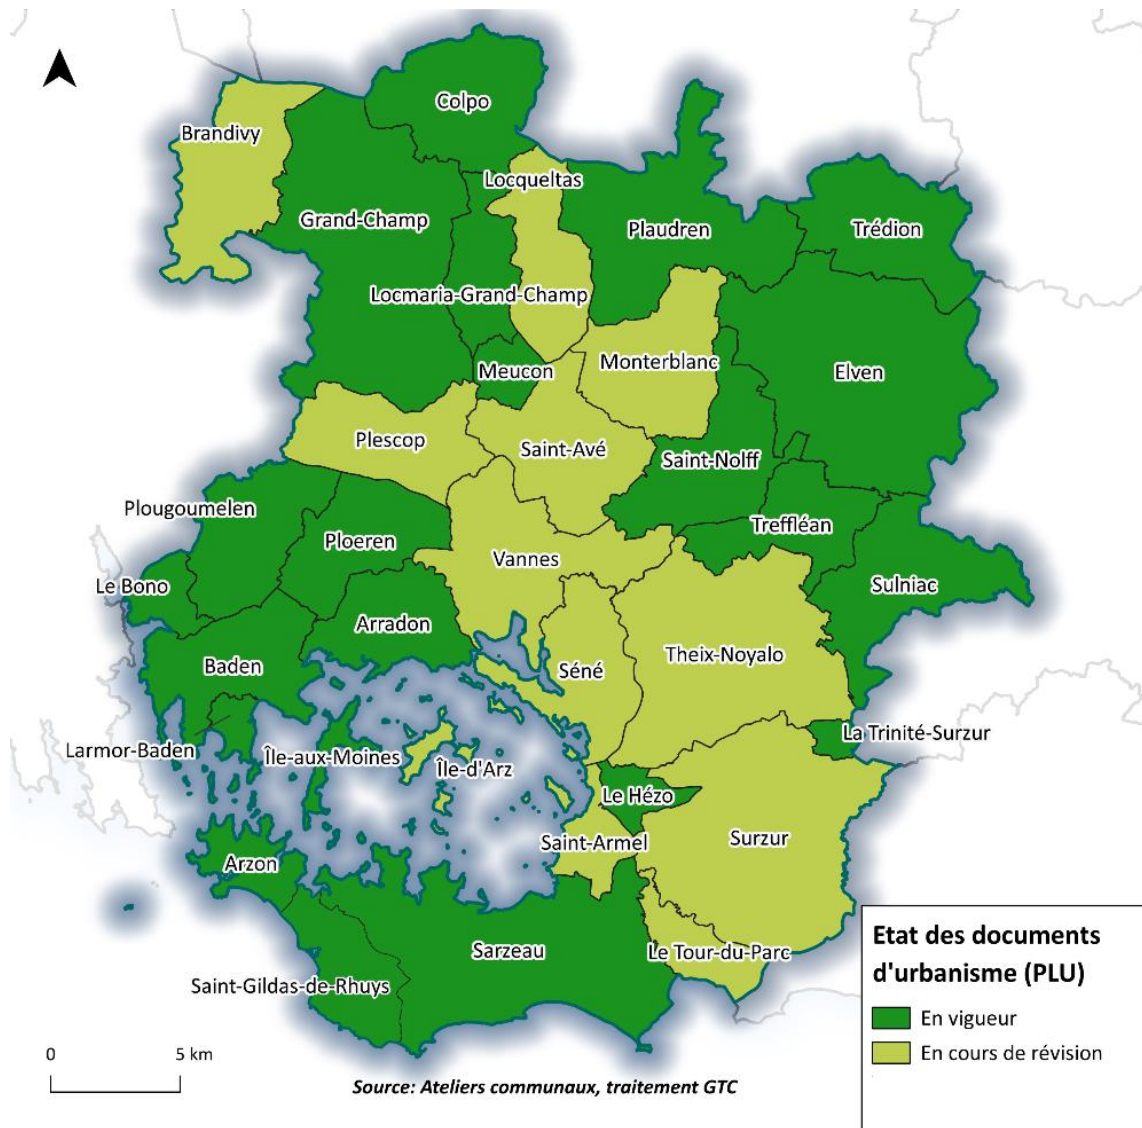 Colpo
Brandivy
Locqueltas
Grand-Champ
Plaudren
Trédion
Locmaria-Grand-Champ
Meucon
Monterblanc
Elven
Plescop
Saint-Avé
Saint-Nolff
Plougoumelen
Treffléan
Ploeren
Vannes
Le Bono
Sulniac
Arradon
Baden
Séné
Theix-Noyalo
Larmor-Baden
La Trinité-Surzur
Île-aux-Moines
Île-d'Arz
Le Hézo
Saint-Armel
Surzur
Arzon
Sarzeau
Le Tour-du-Parc
Saint-Gildas-de-Rhuys
Etat des documents
d'urbanisme (PLU)
En vigueur
En cours de révision
0 5 km
Source: Ateliers communaux, traitement GTC